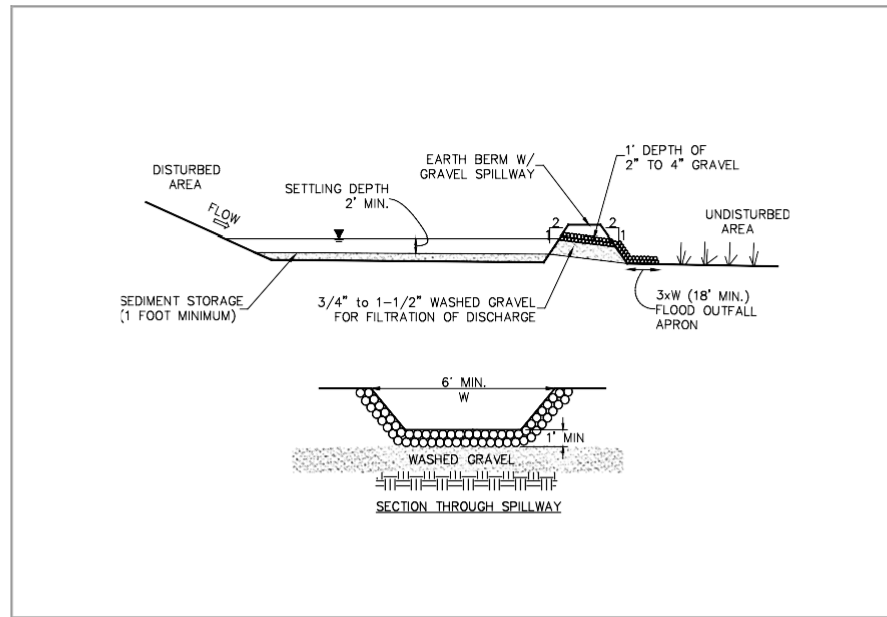 DISTURBED
AREA
FLOW
SETTLING DEPTH
2' MIN.
EARTH BERM W/
GRAVEL SPILLWAY
1' DEPTH OF
2" TO 4" GRAVEL
2
1
2
1
UNDISTURBED
AREA
SEDIMENT STORAGE
(1 FOOT MINIMUM)
3/4" to 1-1/2" WASHED GRAVEL
FOR FILTRATION OF DISCHARGE
3xW (18' MIN.)
FLOOD OUTFALL
APRON
6' MIN.
W
1' MIN
WASHED GRAVEL
SECTION THROUGH SPILLWAY